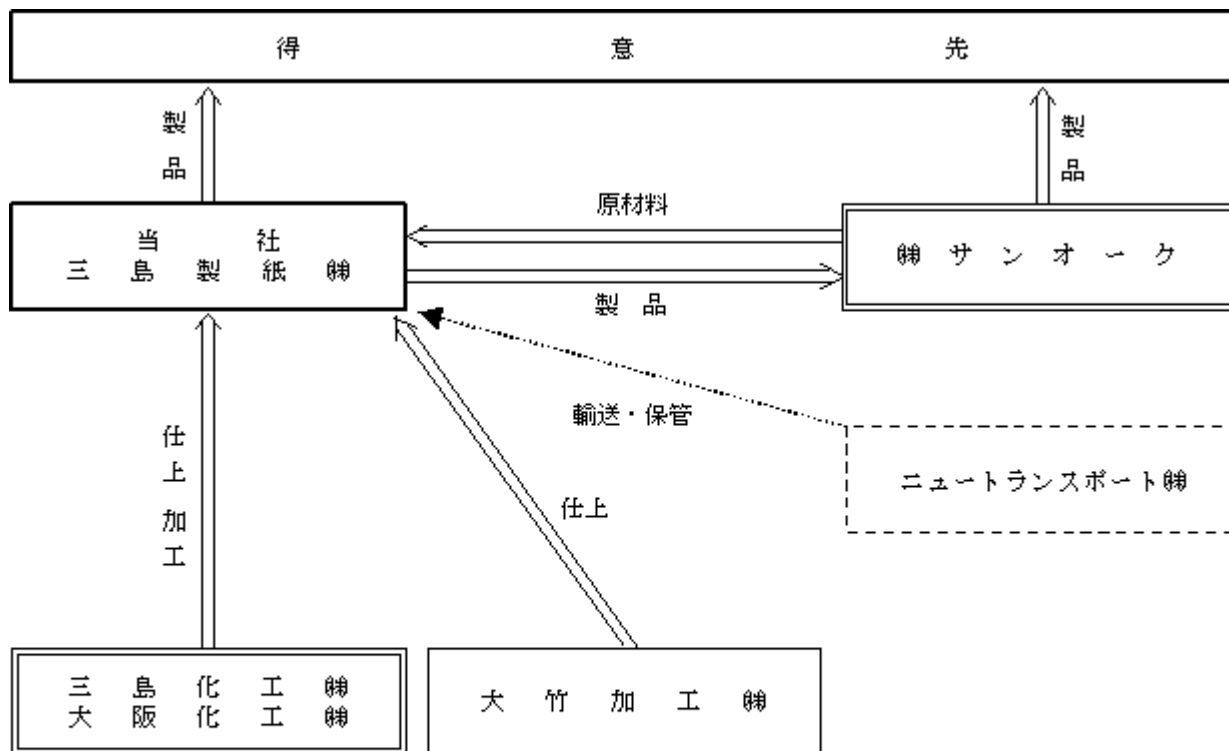 得意先
製品
製品
原材料
当社
三島製紙㈱
㈱サンオーク
製品
輸送・保管
仕上加工
ニュートランスポート㈱
仕上
三島化工㈱
大阪化工㈱
大竹加工㈱